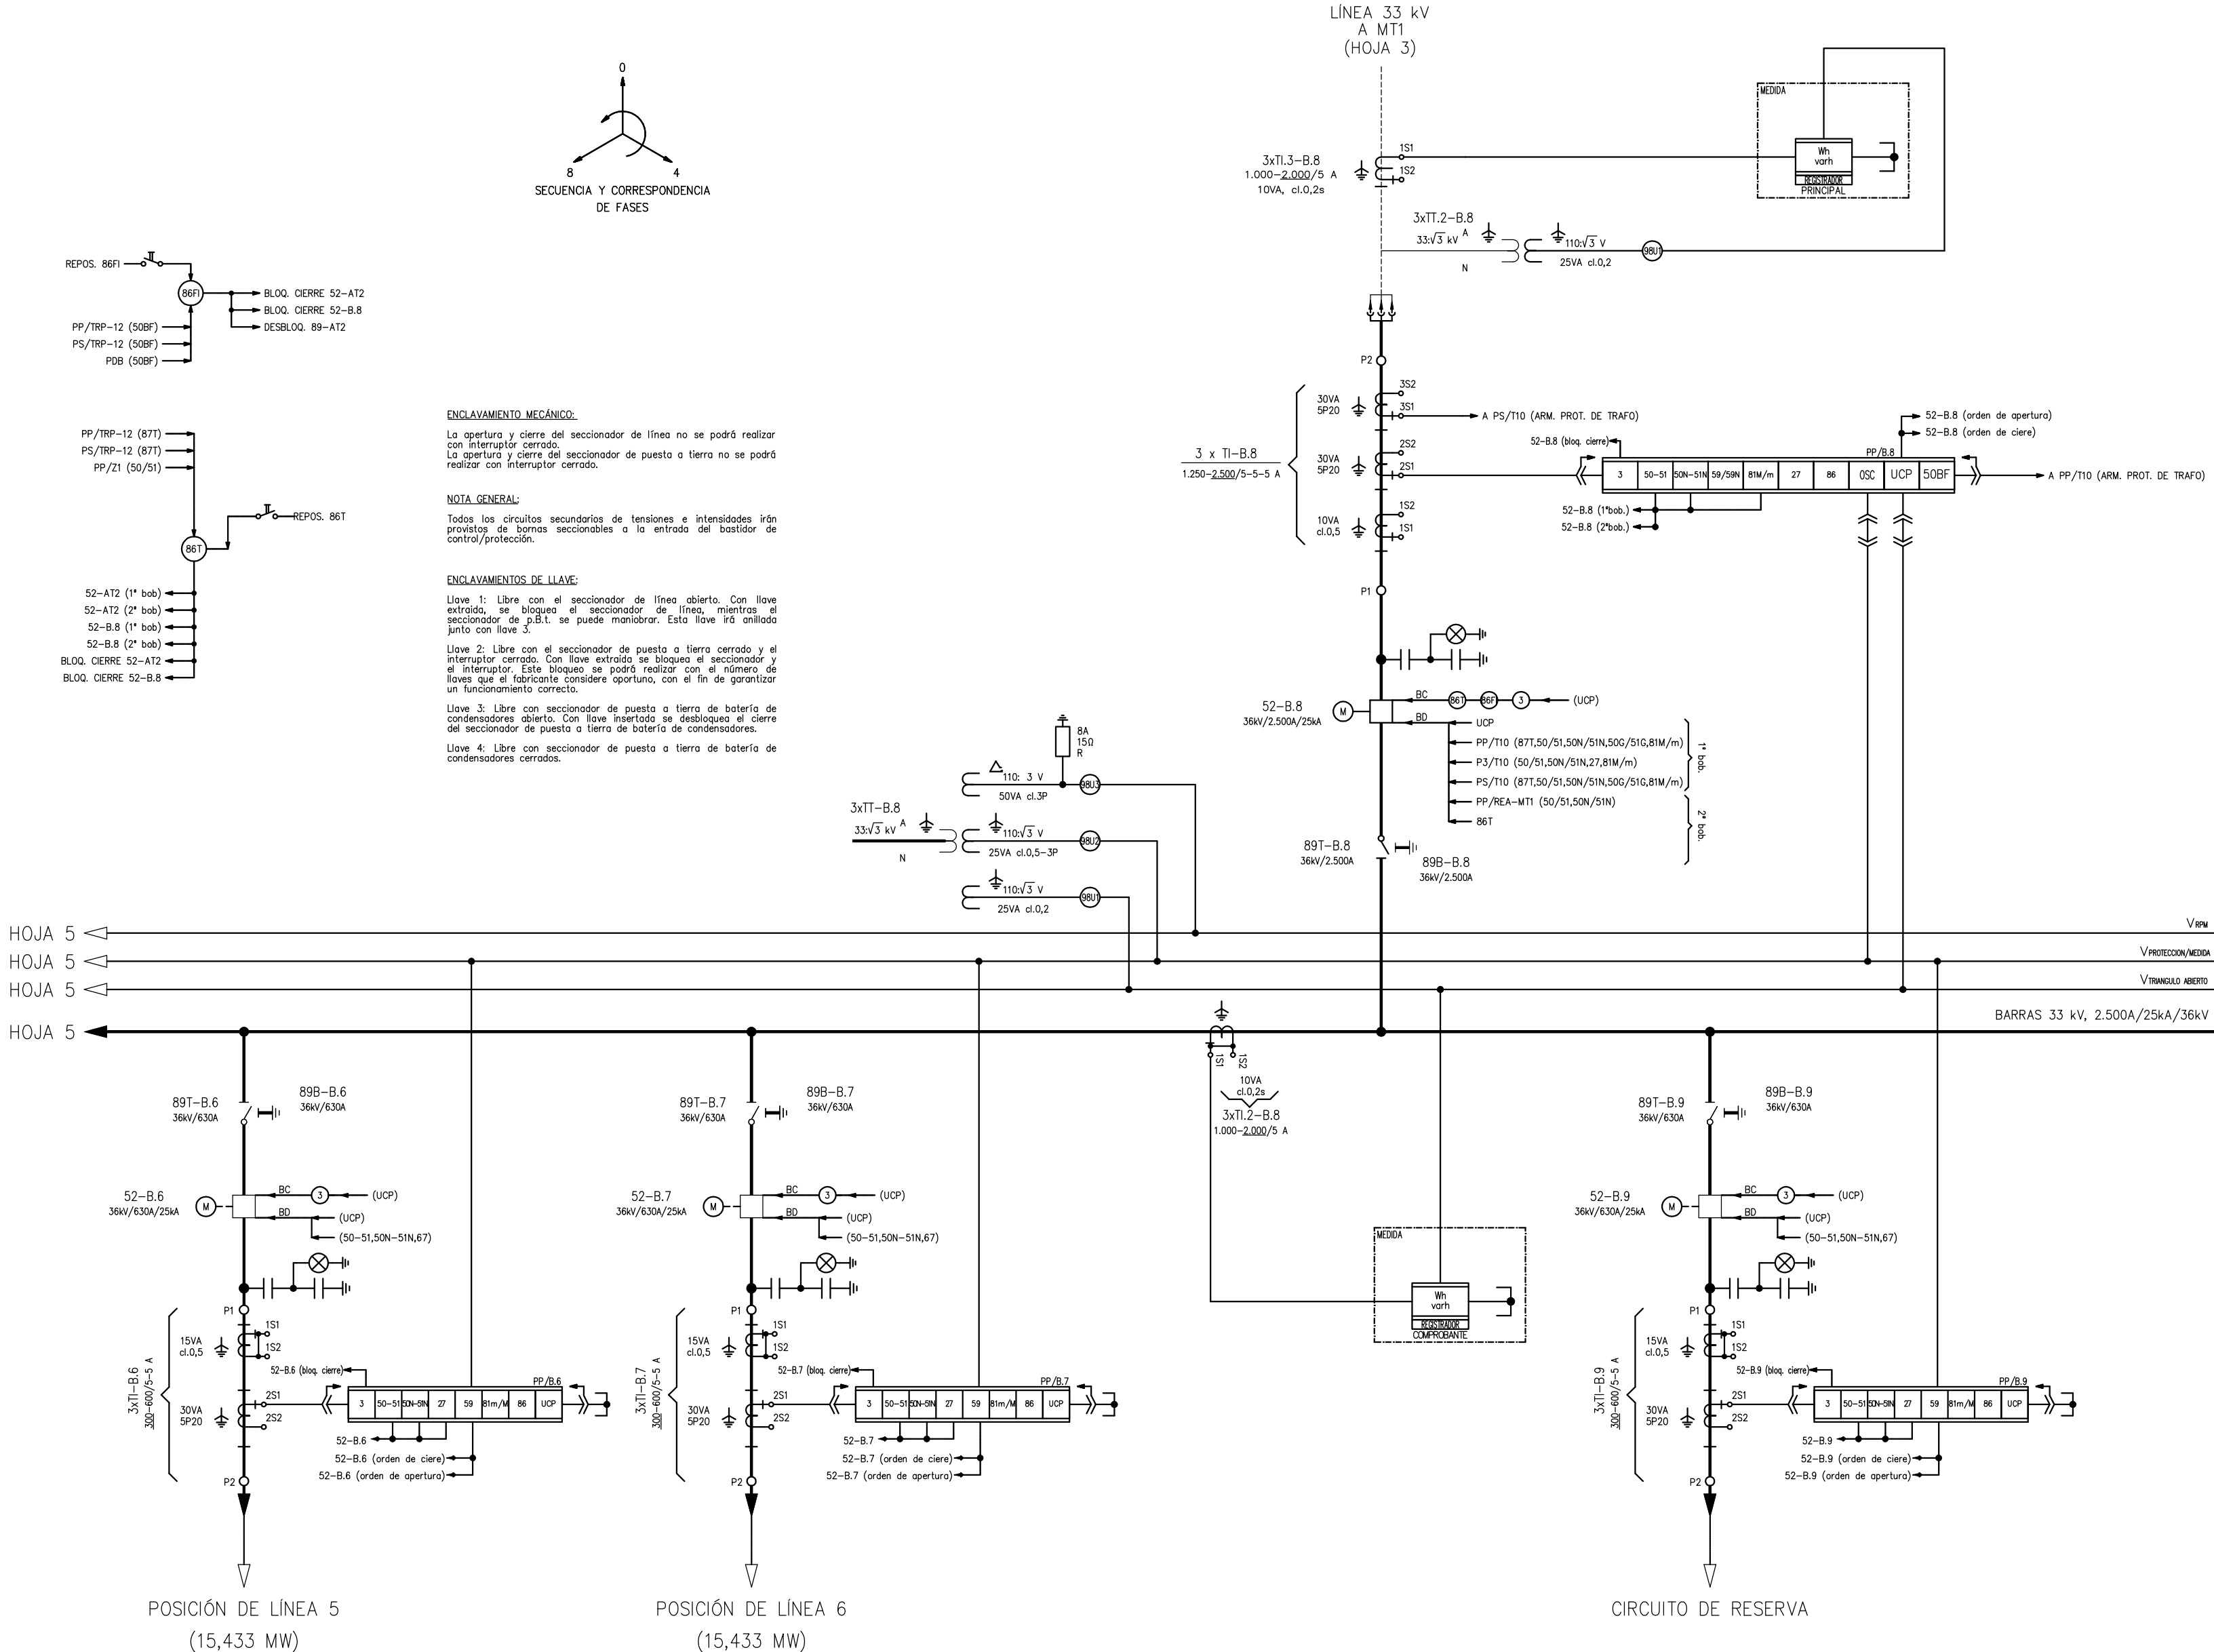 LÍNEA 33 kV
A MT1
(HOJA 3)
0
8
4
SECUENCIA Y CORRESPONDENCIA
DE FASES
MEDIDA
Wh
varh
REGISTRADOR
PRINCIPAL
3xTI.3-B.8
1.000-2.000/5 A
10VA, cl.0,2s
1S1
1S2
3xTT.2-B.8
33:√3 kV
A
N
110:√3 V
25VA cl.0,2
98U1
REPOS. 86FI
86FI
BLOQ. CIERRE 52-AT2
BLOQ. CIERRE 52-B.8
DESBLOQ. 89-AT2
PP/TRP-12 (50BF)
PS/TRP-12 (50BF)
PDB (50BF)
PP/TRP-12 (87T)
PS/TRP-12 (87T)
PP/Z1 (50/51)
REPOS. 86T
86T
52-AT2 (1ª bob)
52-AT2 (2ª bob)
52-B.8 (1ª bob)
52-B.8 (2ª bob)
BLOQ. CIERRE 52-AT2
BLOQ. CIERRE 52-B.8
ENCLAVAMIENTO MECÁNICO:
La apertura y cierre del seccionador de línea no se podrá realizar
con interruptor cerrado.
La apertura y cierre del seccionador de puesta a tierra no se podrá
realizar con interruptor cerrado.
NOTA GENERAL:
Todos los circuitos secundarios de tensiones e intensidades irán
provistos de bornas seccionables a la entrada del bastidor de
control/protección.
ENCLAVAMIENTOS DE LLAVE:
Llave 1: Libre con el seccionador de línea abierto. Con llave
extraida, se bloquea el seccionador de línea, mientras el
seccionador de p.B.t. se puede maniobrar. Esta llave irá anillada
junto con llave 3.
Llave 2: Libre con el seccionador de puesta a tierra cerrado y el
interruptor cerrado. Con llave extraida se bloquea el seccionador y
el interruptor. Este bloqueo se podrá realizar con el número de
llaves que el fabricante considere oportuno, con el fin de garantizar
un funcionamiento correcto.
Llave 3: Libre con seccionador de puesta a tierra de batería de
condensadores abierto. Con llave insertada se desbloquea el cierre
del seccionador de puesta a tierra de batería de condensadores.
Llave 4: Libre con seccionador de puesta a tierra de batería de
condensadores cerrados.
P2
3 x TI-B.8
1.250-2.500/5-5-5 A
30VA
5P20
3S2
3S1
A PS/T10 (ARM. PROT. DE TRAFO)
30VA
5P20
2S2
2S1
10VA
cl.0,5
1S2
1S1
P1
52-B.8 (bloq. cierre)
52-B.8 (orden de apertura)
52-B.8 (orden de ciere)
PP/B.8
3
50-51
50N-51N
59/59N
81M/m
27
86
OSC
UCP
50BF
A PP/T10 (ARM. PROT. DE TRAFO)
52-B.8 (1ªbob.)
52-B.8 (2ªbob.)
52-B.8
36kV/2.500A/25kA
M
BC
86T
86F
3
(UCP)
BD
UCP
PP/T10 (87T,50/51,50N/51N,50G/51G,81M/m)
P3/T10 (50/51,50N/51N,27,81M/m)
PS/T10 (87T,50/51,50N/51N,50G/51G,81M/m)
PP/REA-MT1 (50/51,50N/51N)
86T
1ª bob.
2ª bob.
89T-B.8
36kV/2.500A
89B-B.8
36kV/2.500A
3xTT-B.8
33:√3 kV
A
N
8A
15Ω
R
110: 3 V
50VA cl.3P
98U3
110:√3 V
25VA cl.0,5-3P
98U2
110:√3 V
25VA cl.0,2
98U1
HOJA 5
VRPM
HOJA 5
VPROTECCION/MEDIDA
HOJA 5
VTRIANGULO ABIERTO
HOJA 5
BARRAS 33 kV, 2.500A/25kA/36kV
1S1
1S2
10VA
cl.0,2s
3xTI.2-B.8
1.000-2.000/5 A
MEDIDA
Wh
varh
REGISTRADOR
COMPROBANTE
89T-B.6
36kV/630A
89B-B.6
36kV/630A
52-B.6
36kV/630A/25kA
M
BC
3
(UCP)
BD
(UCP)
(50-51,50N-51N,67)
P1
3xTI-B.6
300-600/5-5 A
15VA
cl.0,5
1S1
1S2
30VA
5P20
2S1
2S2
P2
52-B.6 (bloq. cierre)
PP/B.6
3
50-51
50N-51N
27
59
81m/M
86
UCP
52-B.6
52-B.6 (orden de ciere)
52-B.6 (orden de apertura)
POSICIÓN DE LÍNEA 5
(15,433 MW)
89T-B.7
36kV/630A
89B-B.7
36kV/630A
52-B.7
36kV/630A/25kA
M
BC
3
(UCP)
BD
(UCP)
(50-51,50N-51N,67)
P1
3xTI-B.7
300-600/5-5 A
15VA
cl.0,5
1S1
1S2
30VA
5P20
2S1
2S2
P2
52-B.7 (bloq. cierre)
PP/B.7
3
50-51
50N-51N
27
59
81m/M
86
UCP
52-B.7
52-B.7 (orden de ciere)
52-B.7 (orden de apertura)
POSICIÓN DE LÍNEA 6
(15,433 MW)
89T-B.9
36kV/630A
89B-B.9
36kV/630A
52-B.9
36kV/630A/25kA
M
BC
3
(UCP)
BD
(UCP)
(50-51,50N-51N,67)
P1
3xTI-B.9
300-600/5-5 A
15VA
cl.0,5
1S1
1S2
30VA
5P20
2S1
2S2
P2
52-B.9 (bloq. cierre)
PP/B.9
3
50-51
50N-51N
27
59
81m/M
86
UCP
52-B.9
52-B.9 (orden de ciere)
52-B.9 (orden de apertura)
CIRCUITO DE RESERVA